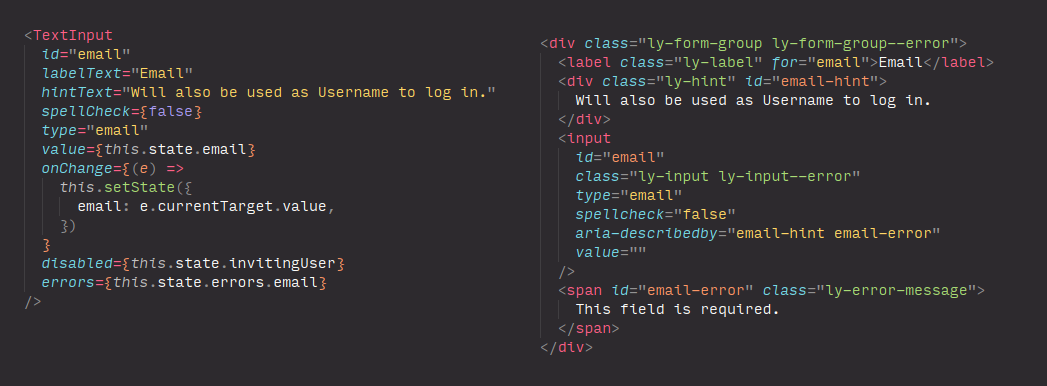 <TextInput
id="email"
labelText="Email"
hintText="Will also be used as Username to log in."
spellCheck={false}
type="email"
value={this.state.email}
onChange={(e) =>
this.setState({
email: e.currentTarget.value,
})
}
disabled={this.state.invitingUser}
errors={this.state.errors.email}
/>
<div class="ly-form-group ly-form-group--error">
<label class="ly-label" for="email">Email</label>
<div class="ly-hint" id="email-hint">
Will also be used as Username to log in.
</div>
<input
id="email"
class="ly-input ly-input--error"
type="email"
spellcheck="false"
aria-describedby="email-hint email-error"
value=""
/>
<span id="email-error" class="ly-error-message">
This field is required.
</span>
</div>